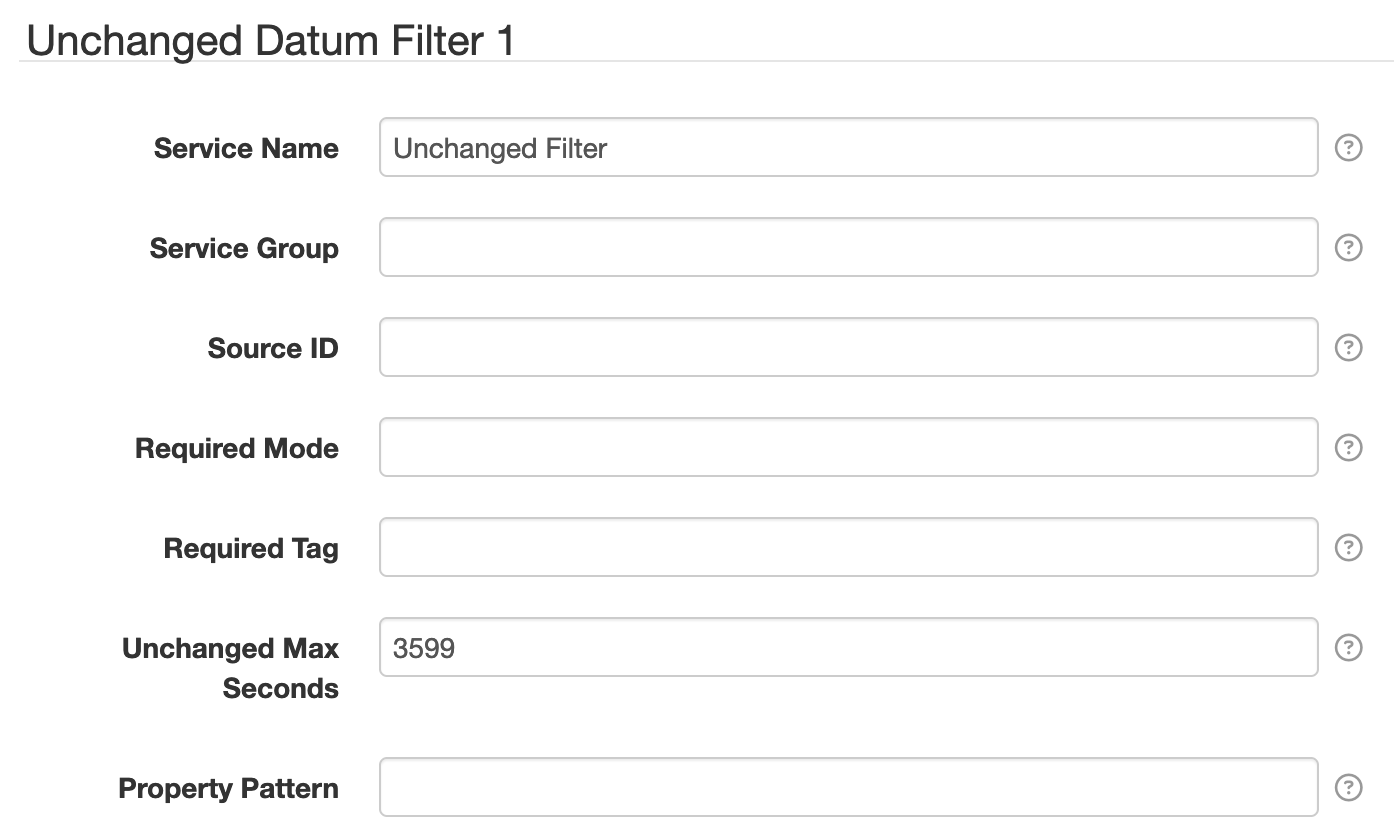 Unchanged Datum Filter 1
Service Name Unchanged Filter ?
Service Group ?
Source ID ?
Required Mode ?
Required Tag ?
Unchanged Max 3599 ?
Seconds
Property Pattern ?